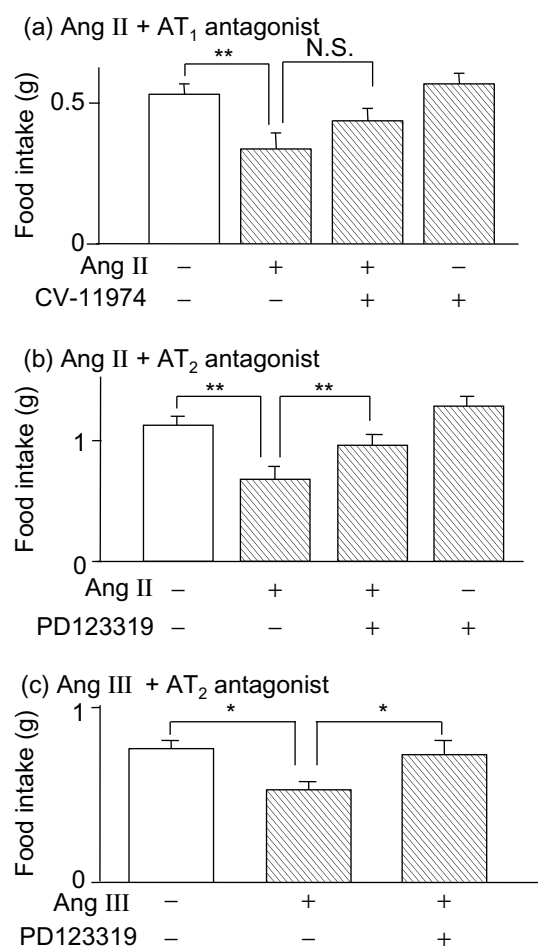 (a) Ang II + AT₁ antagonist
** N.S.
Food intake (g)
0.5
0
Ang II − + + −
CV-11974 − − + +
(b) Ang II + AT₂ antagonist
** **
Food intake (g)
1
0
Ang II − + + −
PD123319 − − + +
(c) Ang III + AT₂ antagonist
* *
Food intake (g)
1
0
Ang III − + +
PD123319 − − +